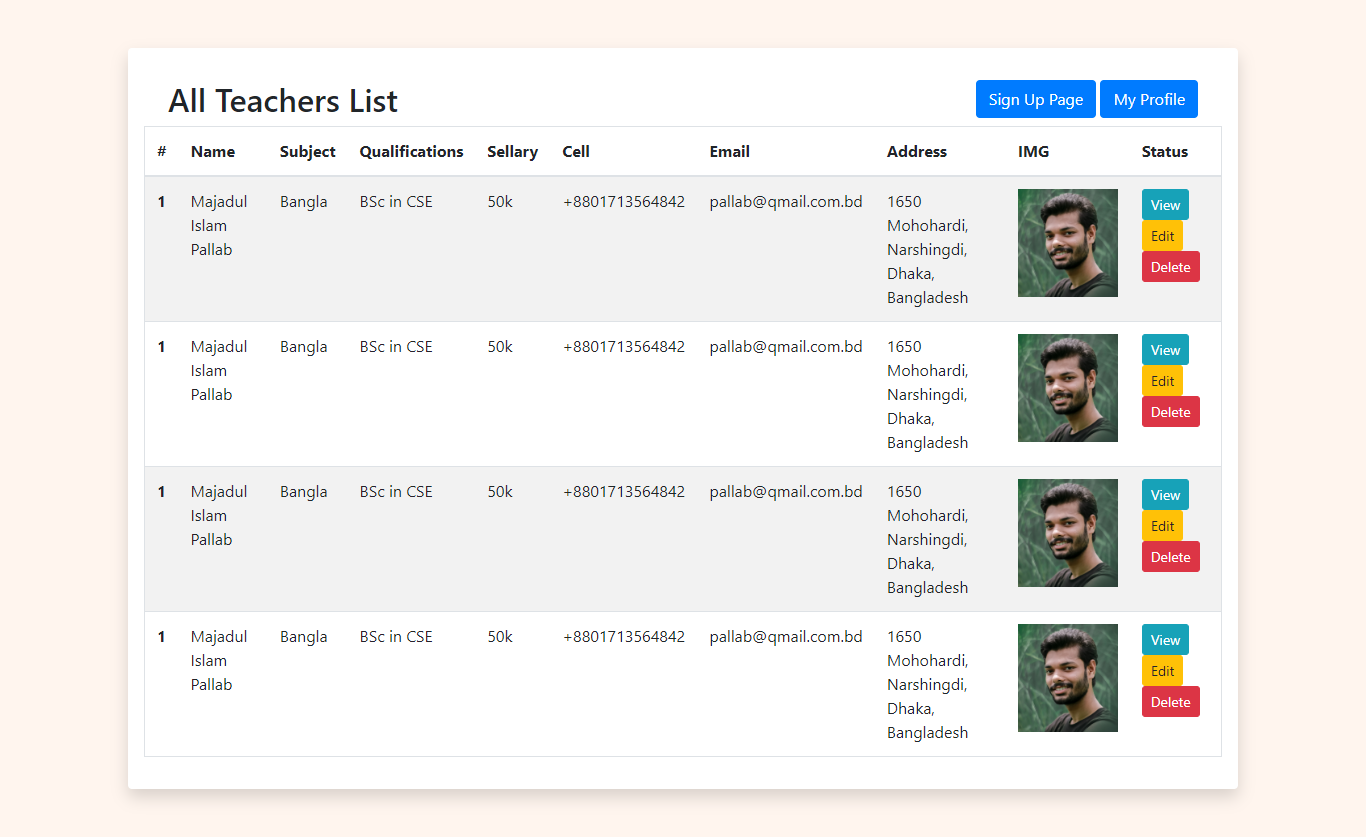 All Teachers List Sign Up Page My Profile
# Name Subject Qualifications Sellary Cell Email Address IMG Status
1 Majadul Bangla BSc in CSE 50k +8801713564842 pallab@qmail.com.bd 1650 View
Islam Mohohardi, Edit
Pallab Narshingdi, Delete
Dhaka,
Bangladesh
1 Majadul Bangla BSc in CSE 50k +8801713564842 pallab@qmail.com.bd 1650 View
Islam Mohohardi, Edit
Pallab Narshingdi, Delete
Dhaka,
Bangladesh
1 Majadul Bangla BSc in CSE 50k +8801713564842 pallab@qmail.com.bd 1650 View
Islam Mohohardi, Edit
Pallab Narshingdi, Delete
Dhaka,
Bangladesh
1 Majadul Bangla BSc in CSE 50k +8801713564842 pallab@qmail.com.bd 1650 View
Islam Mohohardi, Edit
Pallab Narshingdi, Delete
Dhaka,
Bangladesh